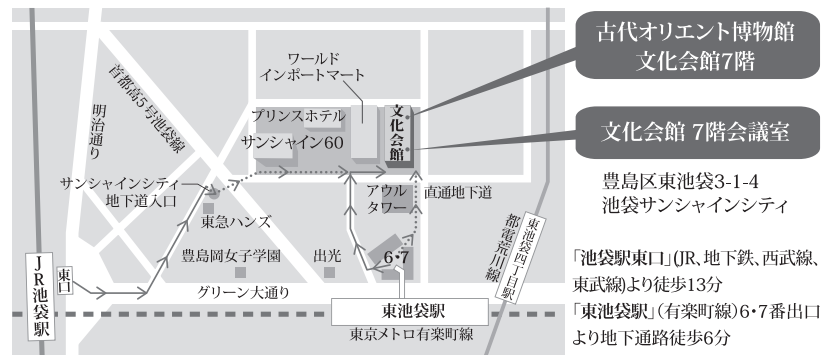 古代オリエント博物館
文化会館7階
文化会館 7階会議室
豊島区東池袋3-1-4
池袋サンシャインシティ
「池袋駅東口」(JR、地下鉄、西武線、
東武線)より徒歩13分
「東池袋駅」(有楽町線)6・7番出口
より地下通路徒歩6分
ワールド
インポートマート
首都高5号池袋線
明治通り
プリンスホテル
サンシャイン60
文化会館
サンシャインシティ
地下道入口
アウル
タワー
直通地下道
東急ハンズ
豊島岡女子学園
出光
6・7
都電荒川線
東池袋四丁目駅
JR池袋駅
東口
グリーン大通り
東池袋駅
東京メトロ有楽町線